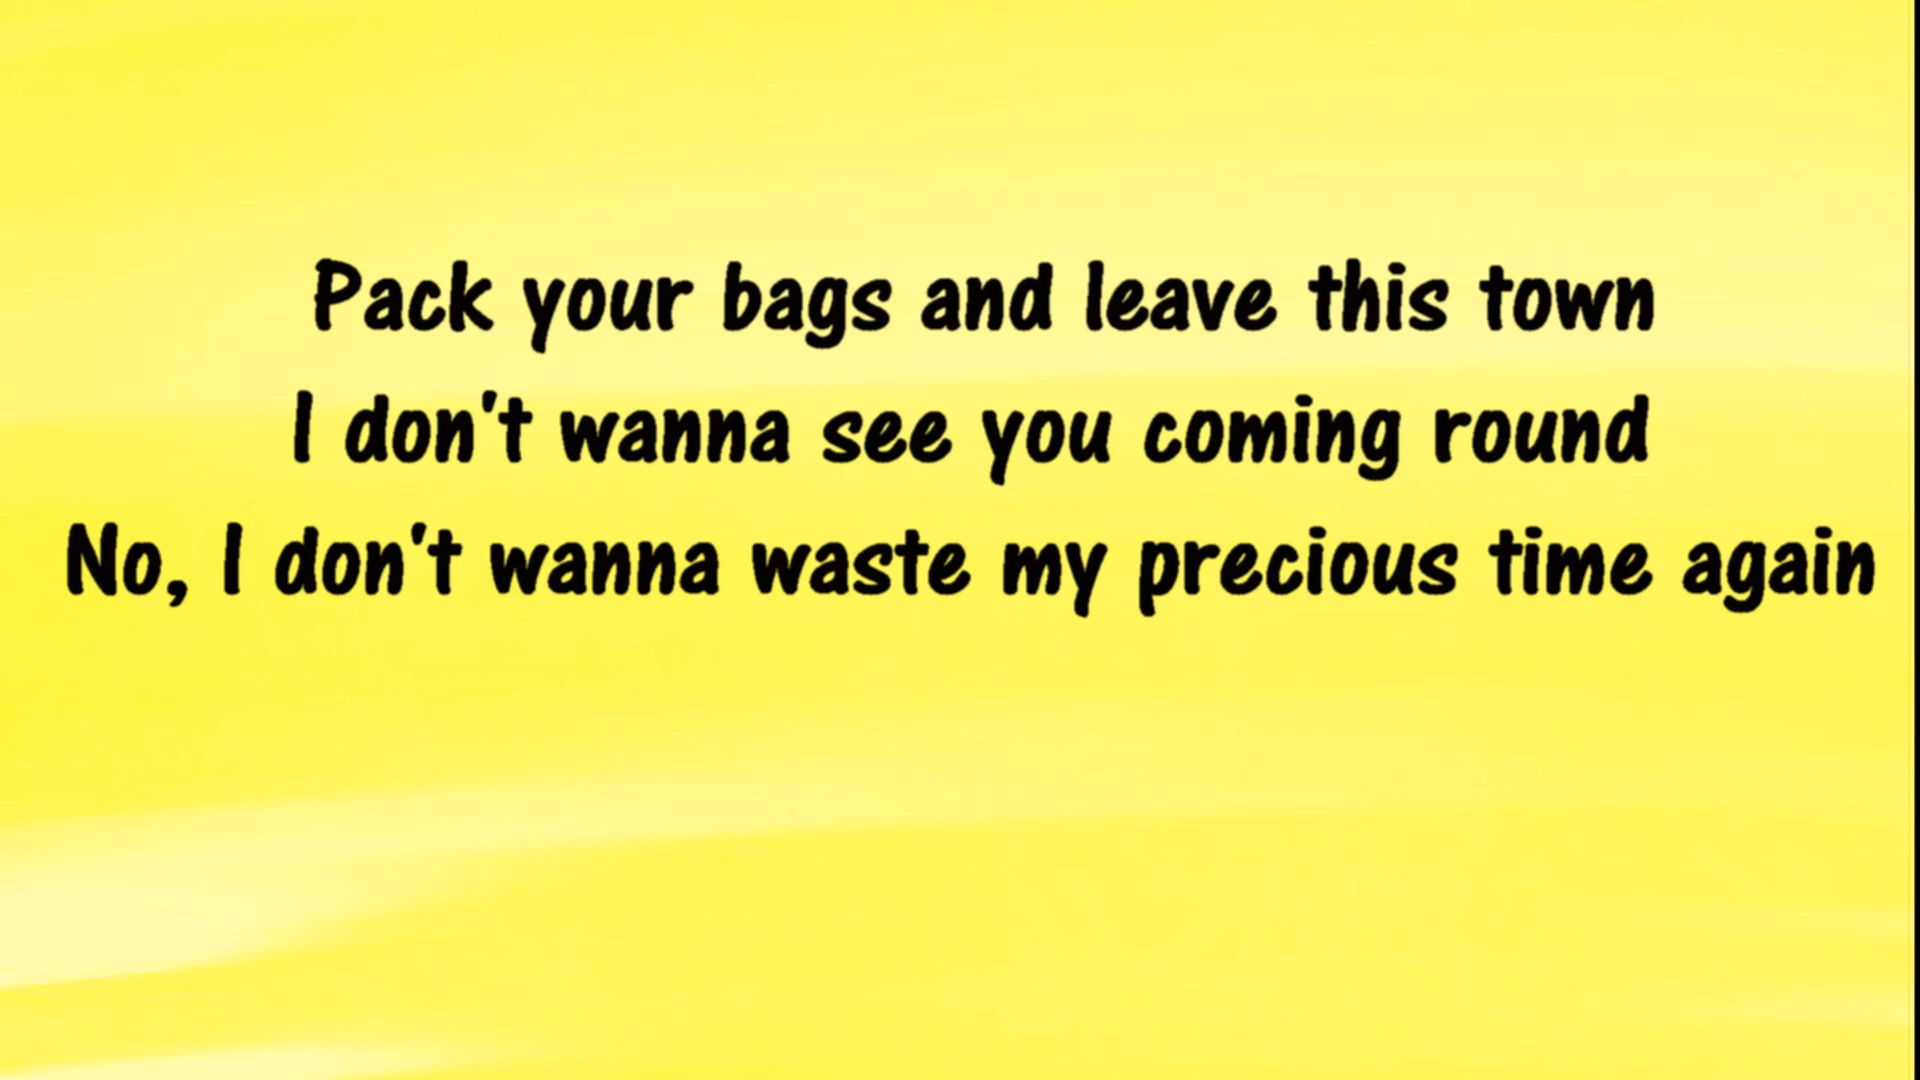 Pack your bags and leave this town
I don't wanna see you coming round
No, I don't wanna waste my precious time again